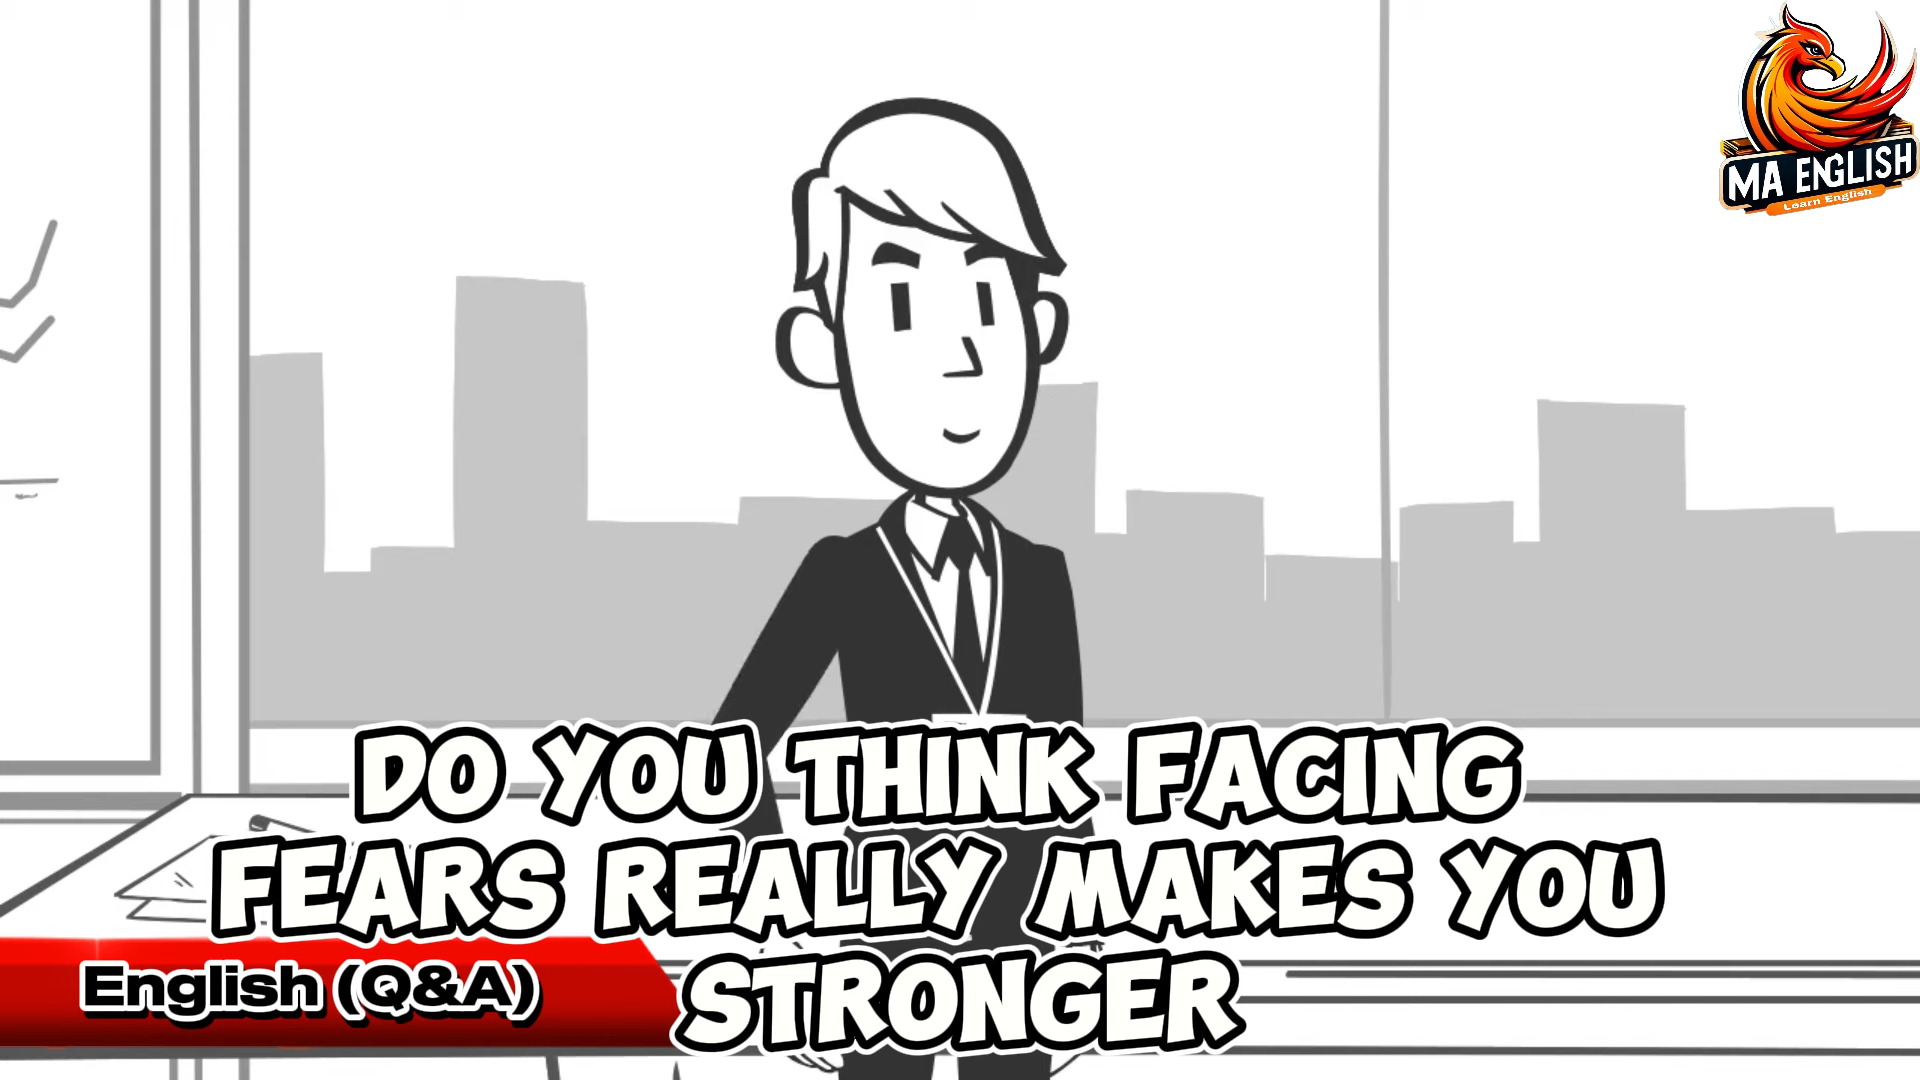 MA ENGLISH
Learn English
DO YOU THINK FACING
FEARS REALLY MAKES YOU
STRONGER
English (Q&A)